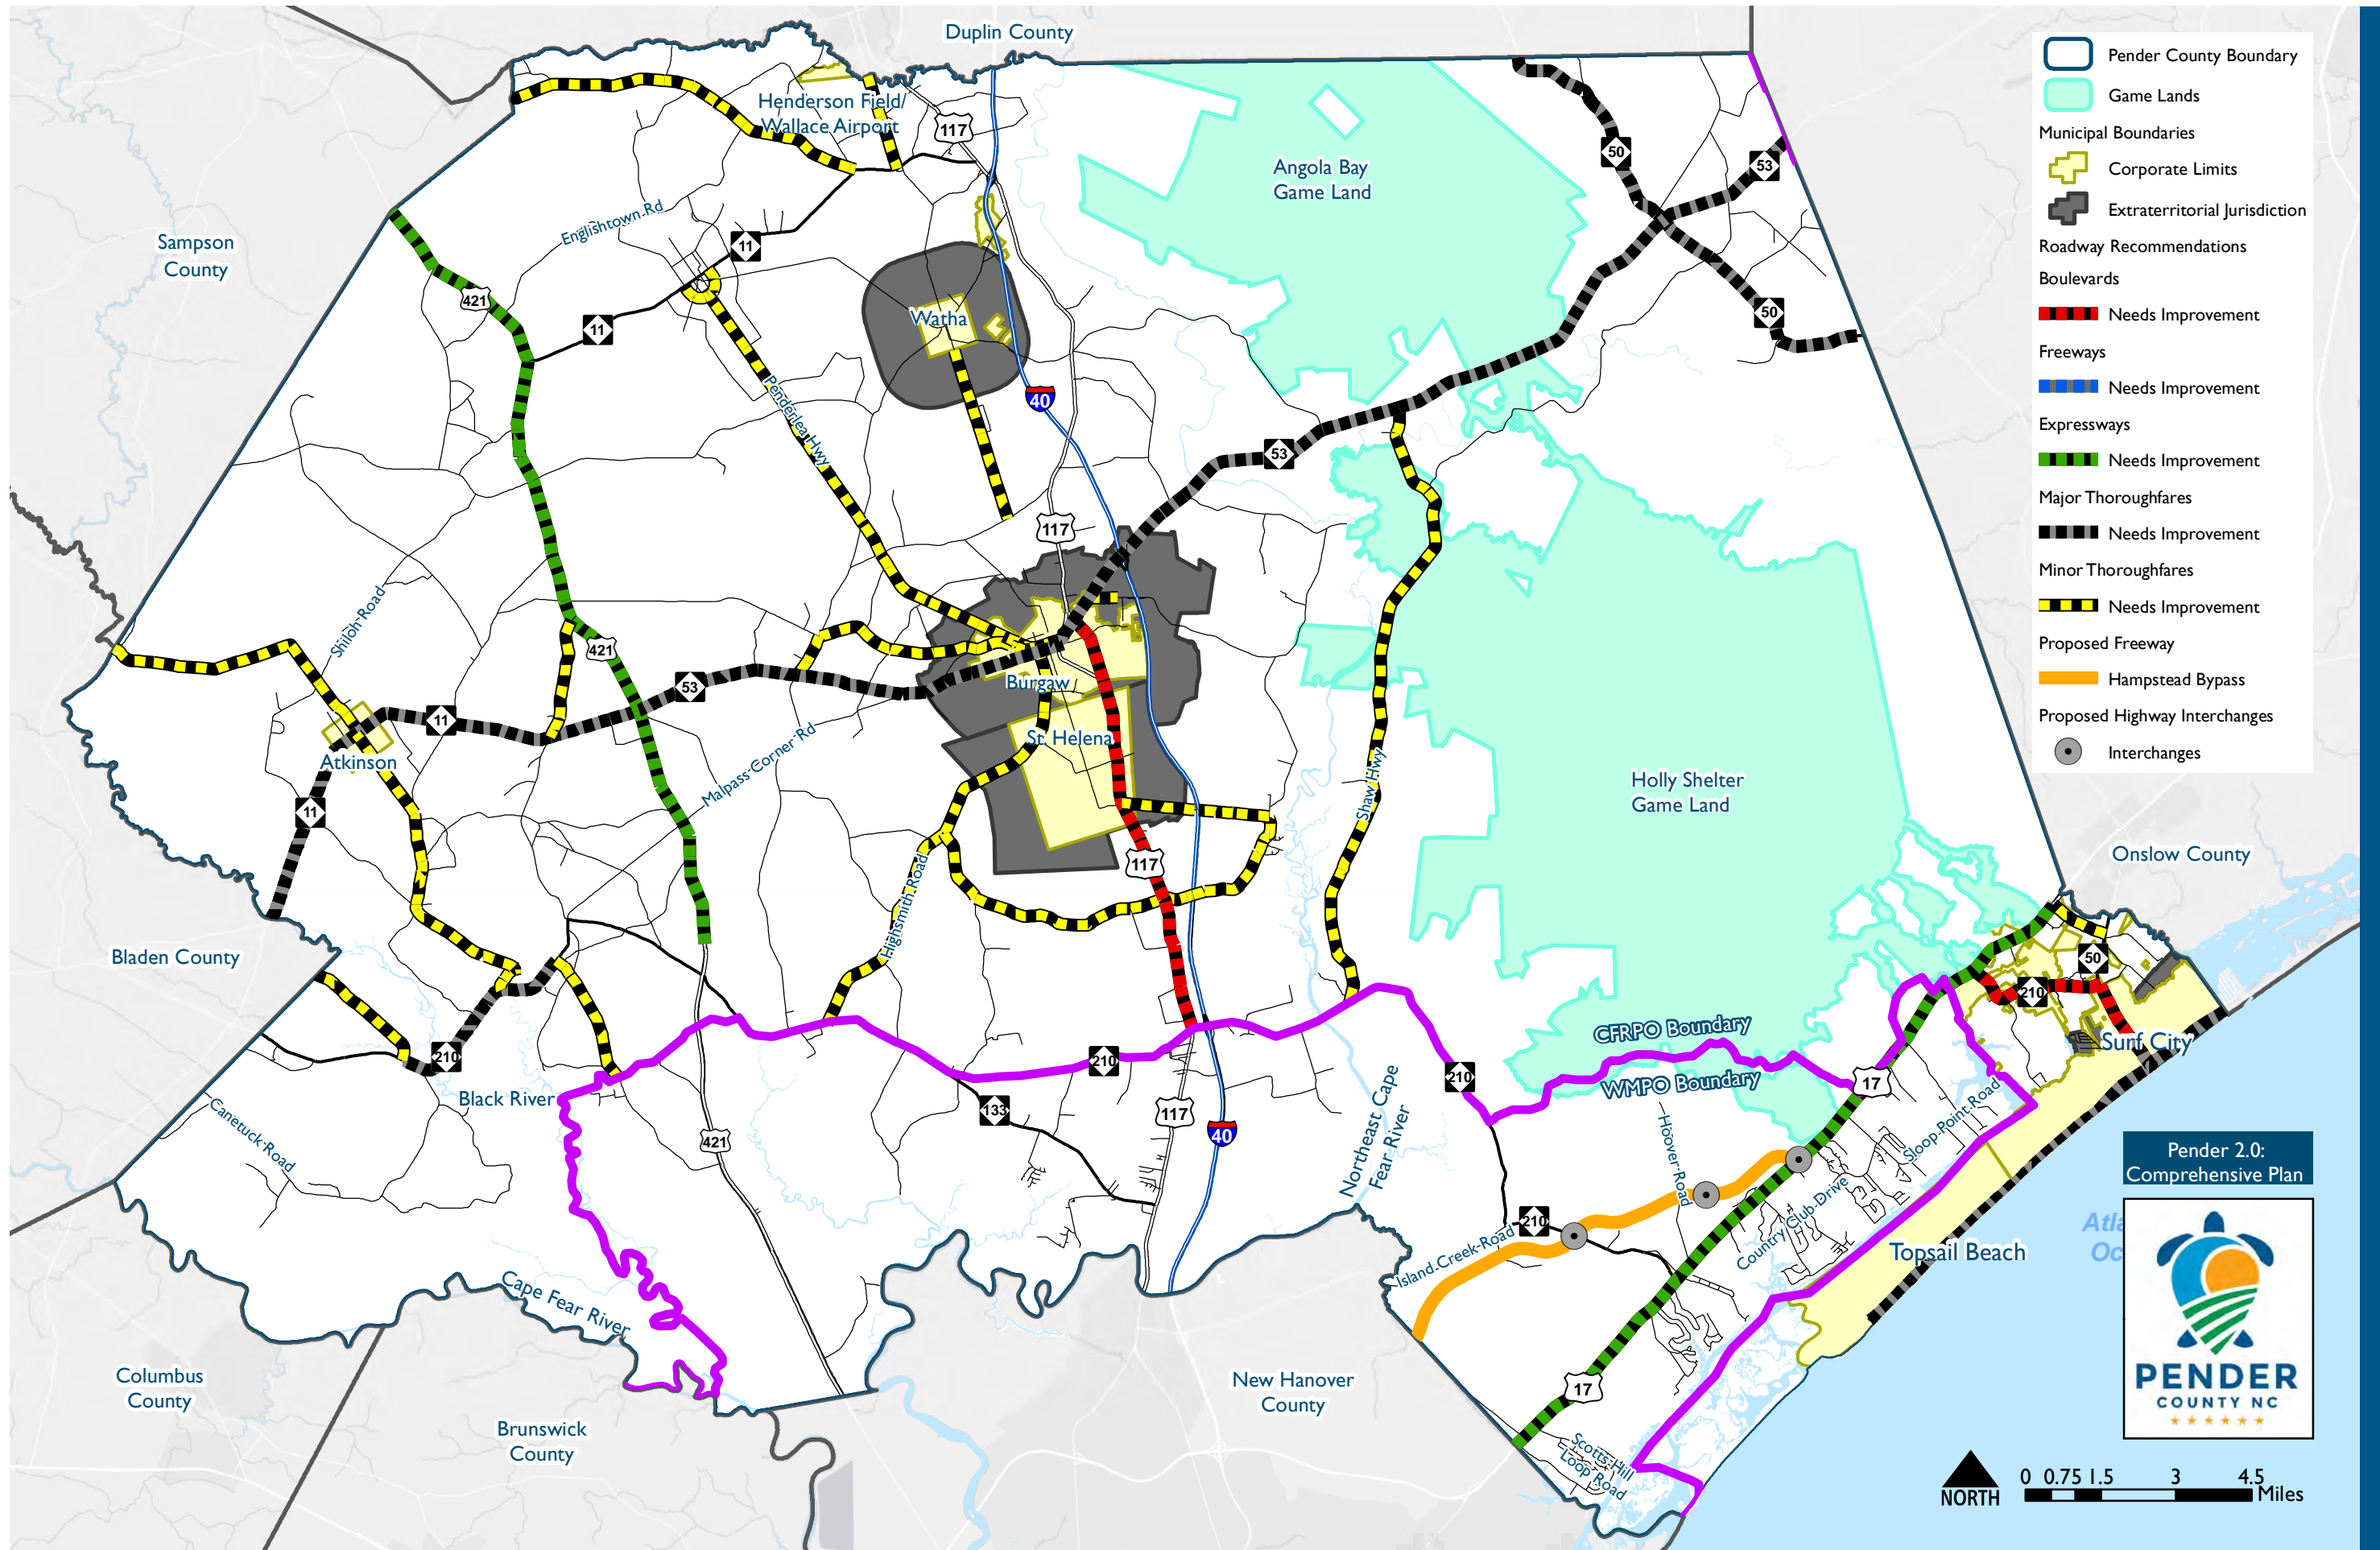 Duplin County
Henderson Field/
Wallace Airport
117
Angola Bay
Game Land
50
53
Englishtown Rd
Sampson
County
11
421
11
Watha
50
Penderlea Hwy
40
53
117
Shiloh Road
421
53
Burgaw
11
St. Helena
Atkinson
Malpass Corner Rd
Shaw Hwy
Holly Shelter
Game Land
11
117
Highsmith Road
Onslow County
Bladen County
50
210
CFRPO Boundary
Surf City
210
210
210
WMPO Boundary
17
Black River
133
117
40
Northeast Cape
Fear River
Hoover Road
Sloop Point Road
Canetuck Road
421
210
Island Creek Road
Country Club Drive
Topsail Beach
Cape Fear River
Columbus
County
Brunswick
County
New Hanover
County
17
Scotts Hill
Loop Road
Pender County Boundary
Game Lands
Municipal Boundaries
Corporate Limits
Extraterritorial Jurisdiction
Roadway Recommendations
Boulevards
Needs Improvement
Freeways
Needs Improvement
Expressways
Needs Improvement
Major Thoroughfares
Needs Improvement
Minor Thoroughfares
Needs Improvement
Proposed Freeway
Hampstead Bypass
Proposed Highway Interchanges
Interchanges
Pender 2.0:
Comprehensive Plan
PENDER
COUNTY NC
NORTH
0 0.75 1.5 3 4.5
Miles